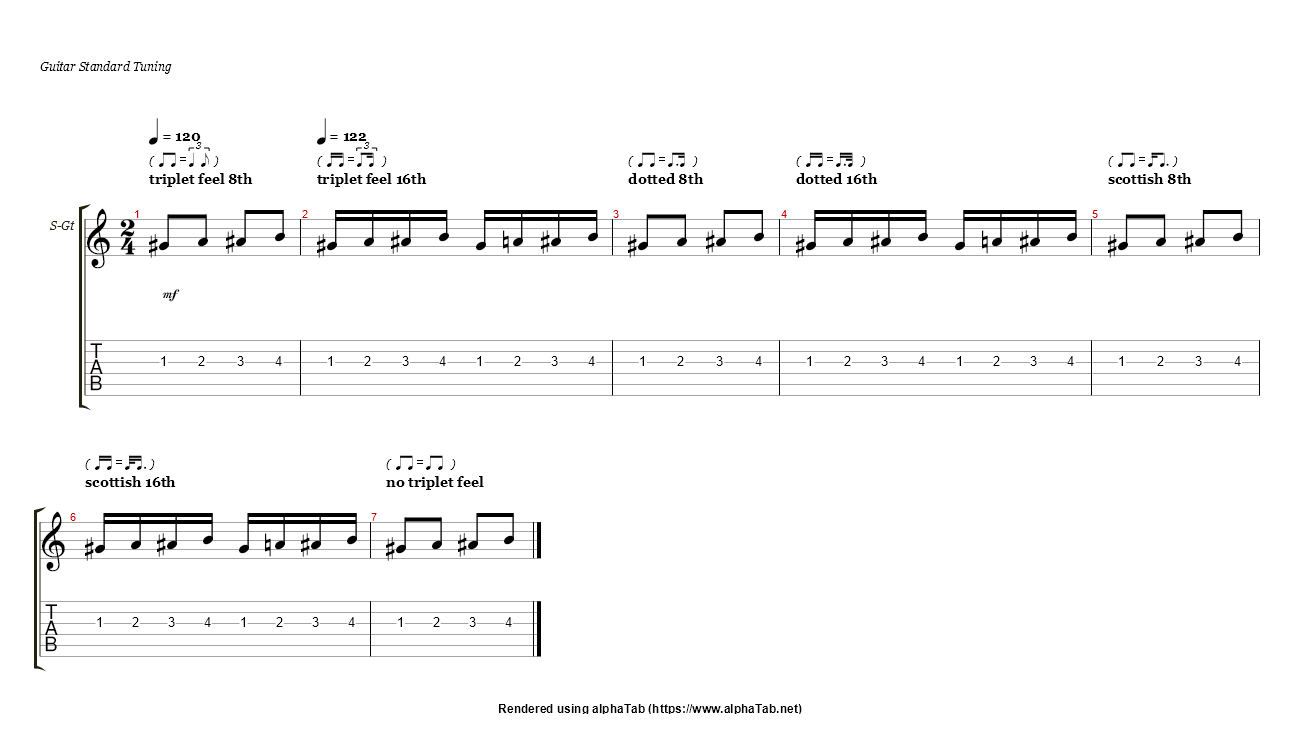 Guitar Standard Tuning
= 120 = 122
( = 3 ) ( = 3 ) ( = ) ( = ) ( = )
triplet feel 8th triplet feel 16th dotted 8th dotted 16th scottish 8th
S-Gt 2 4 1 2 3 4 5
mf
T A B 1 2 3 4 1 2 3 4 1 2 3 4 1 2 3 4 1 2 3 4 1 2 3 4 1 2 3 4
( = ) ( = )
scottish 16th no triplet feel
6 7
T A B 1 2 3 4 1 2 3 4 1 2 3 4
Rendered using alphaTab (https://www.alphaTab.net)